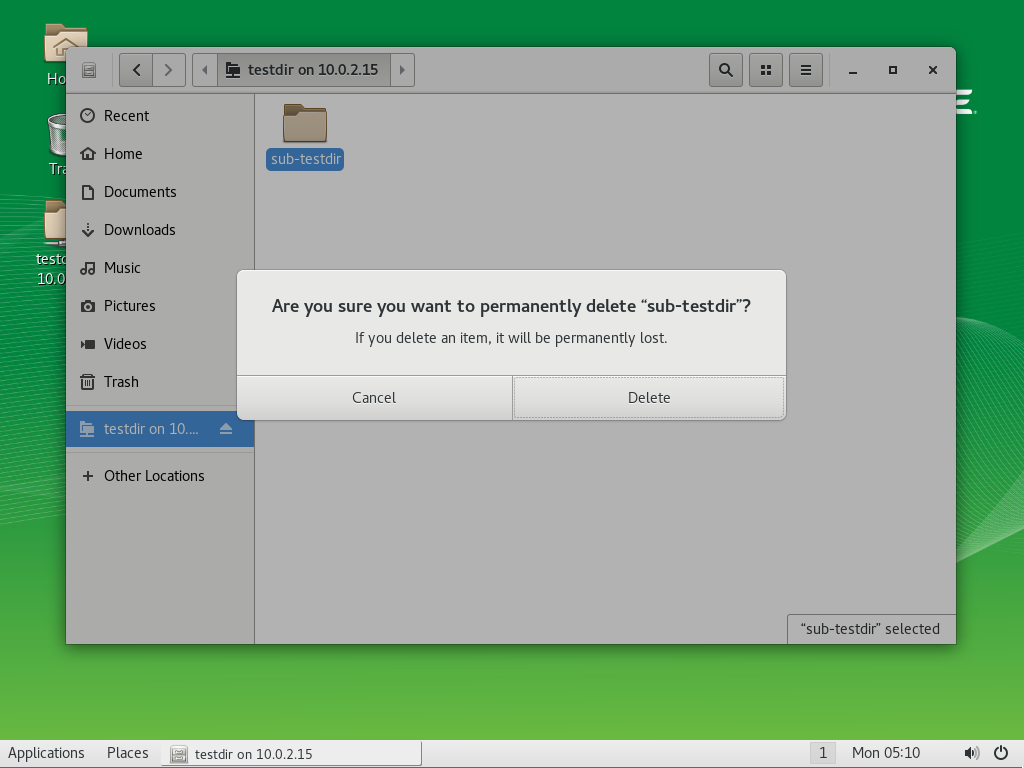 Ho
Tra
testd
10.0
testdir on 10.0.2.15
Recent
Home
Documents
Downloads
Music
Pictures
Videos
Trash
testdir on 10....
Other Locations
sub-testdir
Are you sure you want to permanently delete “sub-testdir”?
If you delete an item, it will be permanently lost.
Cancel
Delete
“sub-testdir” selected
Applications
Places
testdir on 10.0.2.15
1
Mon 05:10